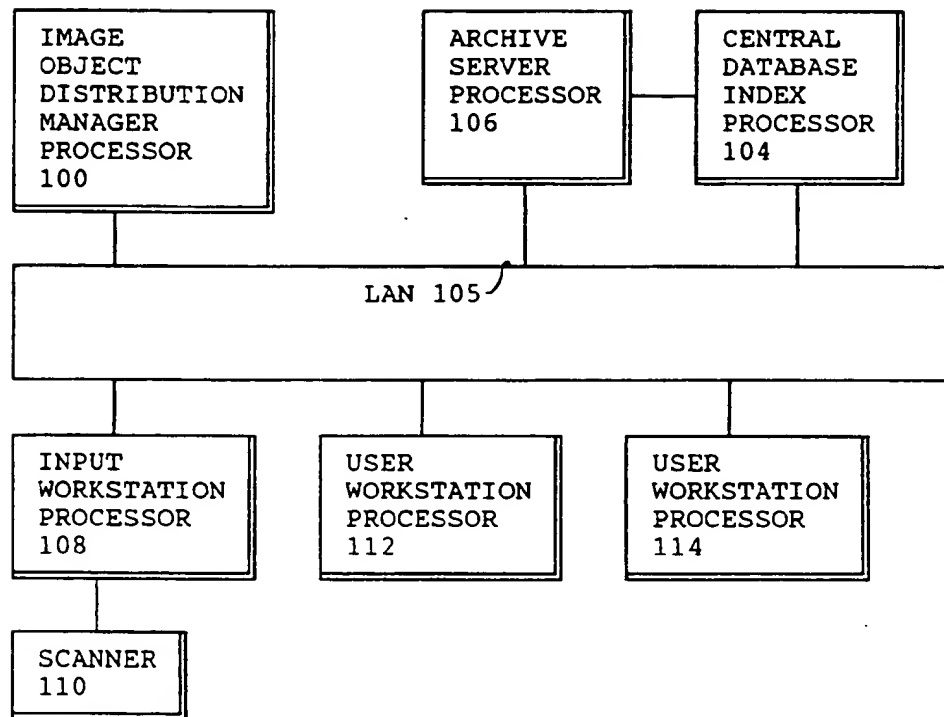 IMAGE
OBJECT
DISTRIBUTION
MANAGER
PROCESSOR
100
ARCHIVE
SERVER
PROCESSOR
106
CENTRAL
DATABASE
INDEX
PROCESSOR
104
LAN 105
INPUT
WORKSTATION
PROCESSOR
108
USER
WORKSTATION
PROCESSOR
112
USER
WORKSTATION
PROCESSOR
114
SCANNER
110